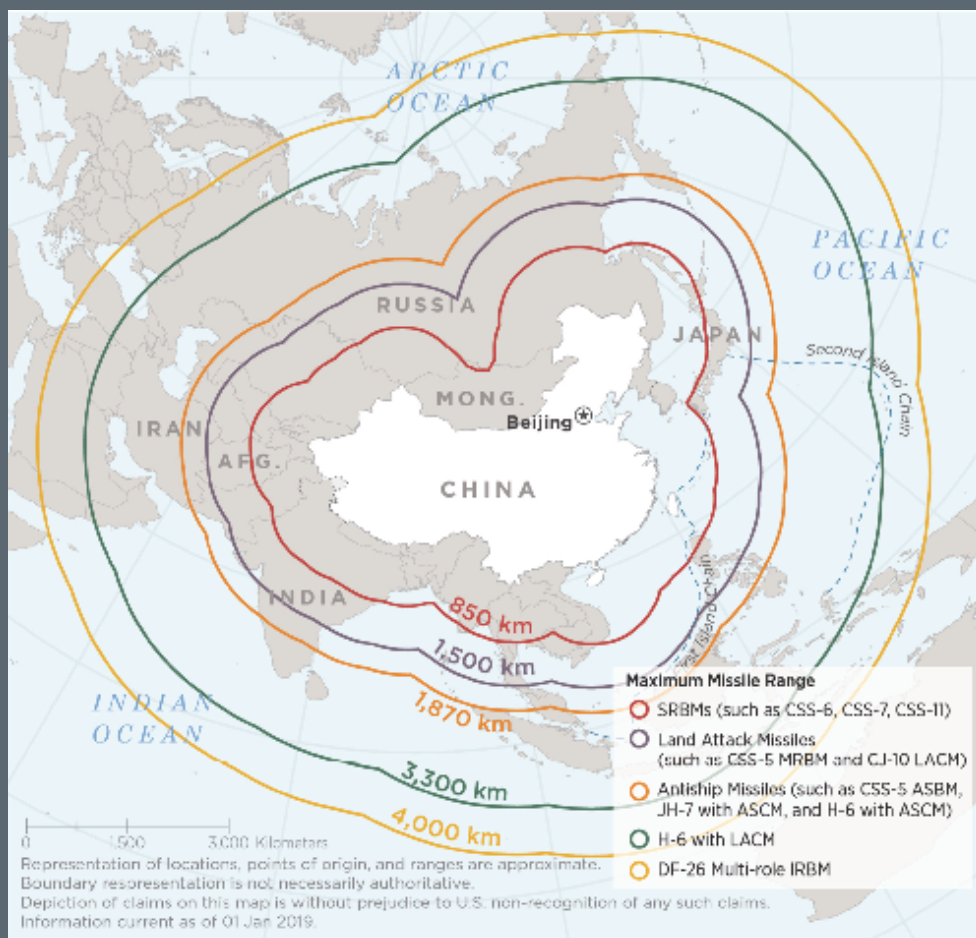 ARCTIC
OCEAN
PACIFIC
OCEAN
RUSSIA
JAPAN
Second Island Chain
MONG.
Beijing
IRAN
AFG.
CHINA
INDIA
First Island Chain
850 km
1,500 km
1,870 km
3,300 km
4,000 km
INDIAN
OCEAN
Maximum Missile Range
SRBMs (such as CSS-6, CSS-7, CSS-11)
Land Attack Missiles
(such as CSS-5 MRBM and CJ-10 LACM)
Antiship Missiles (such as CSS-5 ASBM,
JH-7 with ASCM, and H-6 with ASCM)
H-6 with LACM
DF-26 Multi-role IRBM
0 1,500 3,000 Kilometers
Representation of locations, points of origin, and ranges are approximate.
Boundary respresentation is not necessarily authoritative.
Depiction of claims on this map is without prejudice to U.S. non-recognition of any such claims.
Information current as of 01 Jan 2019.